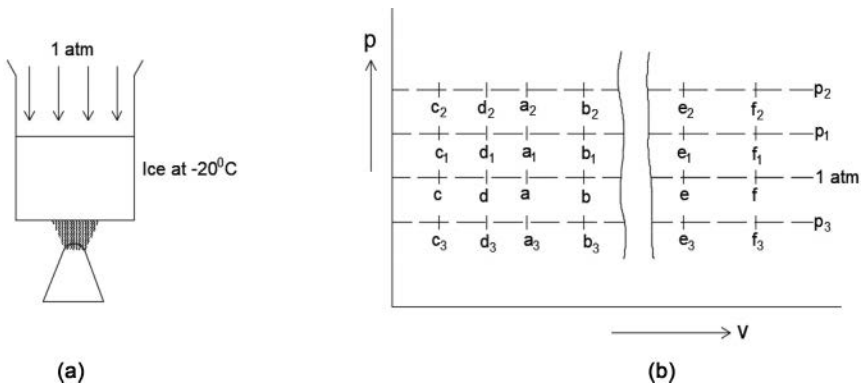 1 atm
Ice at -20⁰C
(a)
p
c₂ d₂ a₂ b₂ e₂ f₂ p₂
c₁ d₁ a₁ b₁ e₁ f₁ p₁
c d a b e f 1 atm
c₃ d₃ a₃ b₃ e₃ f₃ p₃
V
(b)